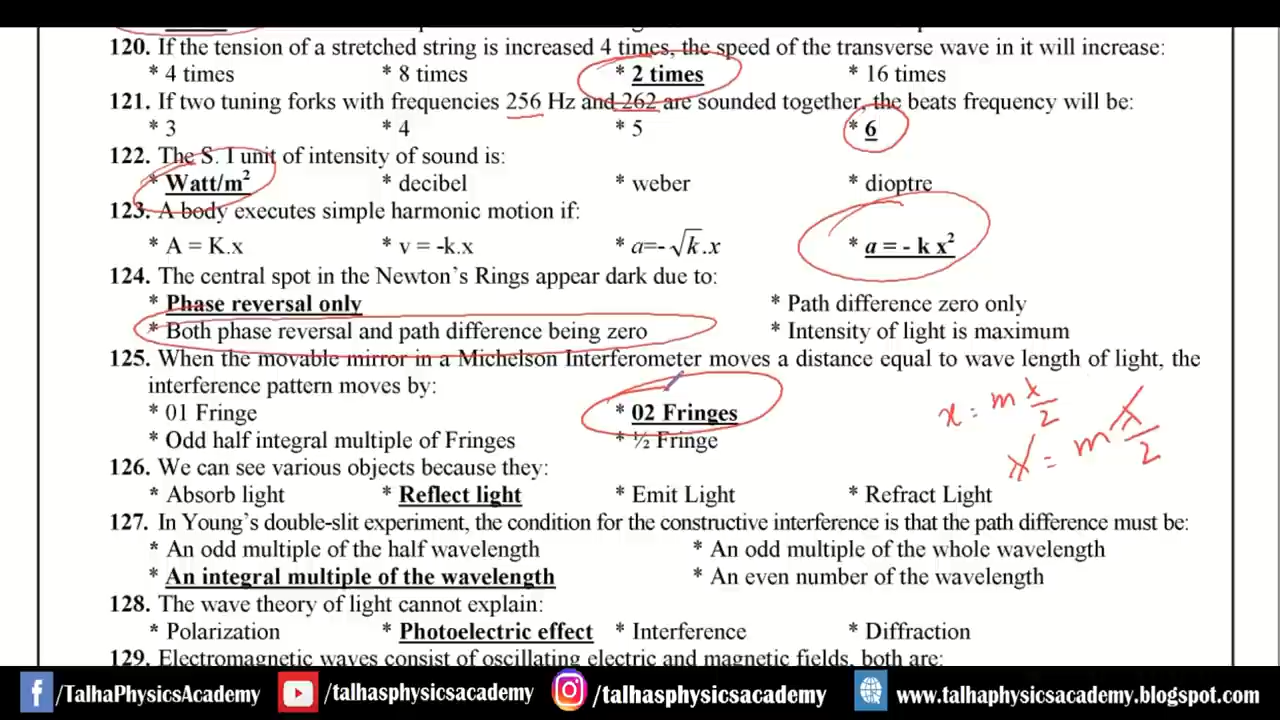 120. If the tension of a stretched string is increased 4 times, the speed of the transverse wave in it will increase:
* 4 times * 8 times * 2 times * 16 times
121. If two tuning forks with frequencies 256 Hz and 262 are sounded together, the beats frequency will be:
* 3 * 4 * 5 * 6
122. The S. I unit of intensity of sound is:
* Watt/m² * decibel * weber * dioptre
123. A body executes simple harmonic motion if:
* A = K.x * v = -k.x * a=-√k.x * a = - k x²
124. The central spot in the Newton's Rings appear dark due to:
* Phase reversal only * Path difference zero only
* Both phase reversal and path difference being zero * Intensity of light is maximum
125. When the movable mirror in a Michelson Interferometer moves a distance equal to wave length of light, the
interference pattern moves by:
* 01 Fringe * 02 Fringes
x = m λ/2
* Odd half integral multiple of Fringes * ½ Fringe
λ = m λ/2
126. We can see various objects because they:
* Absorb light * Reflect light * Emit Light * Refract Light
127. In Young's double-slit experiment, the condition for the constructive interference is that the path difference must be:
* An odd multiple of the half wavelength * An odd multiple of the whole wavelength
* An integral multiple of the wavelength * An even number of the wavelength
128. The wave theory of light cannot explain:
* Polarization * Photoelectric effect * Interference * Diffraction
129. Electromagnetic waves consist of oscillating electric and magnetic fields, both are:
/TalhaPhysicsAcademy /talhasphysicsacademy /talhasphysicsacademy www.talhaphysicsacademy.blogspot.com